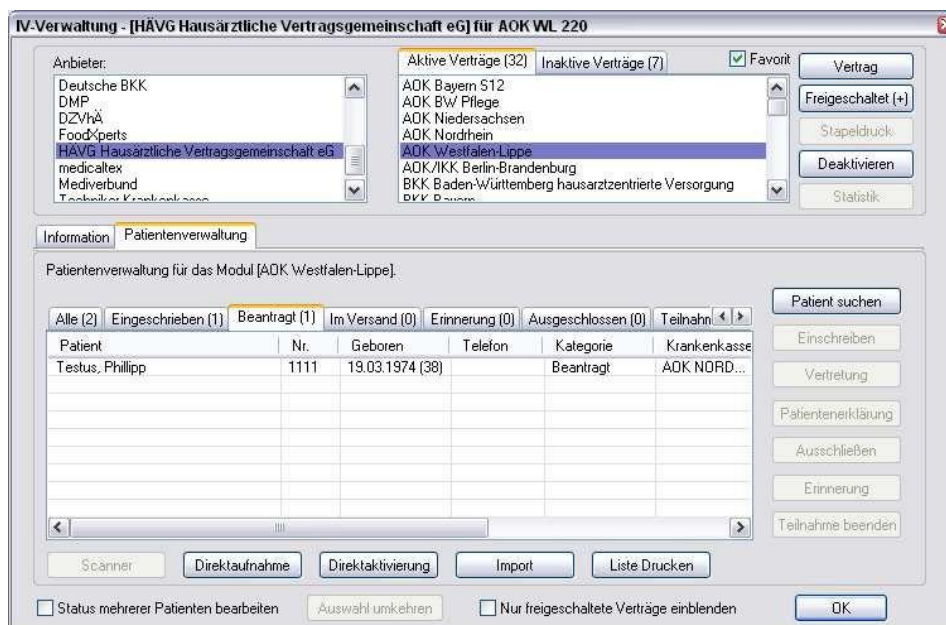 IV-Verwaltung - [HÄVG Hausärztliche Vertragsgemeinschaft eG] für AOK WL 220
Anbieter:
Deutsche BKK
DMP
DZVhÄ
FoodXperts
HÄVG Hausärztliche Vertragsgemeinschaft eG
medicaltex
Mediverbund
Techniker Krankenkasse
Aktive Verträge (32) Inaktive Verträge (7)
Favorit
AOK Bayern S12
AOK BW Pflege
AOK Niedersachsen
AOK Nordrhein
AOK Westfalen-Lippe
AOK/IKK Berlin-Brandenburg
BKK Baden-Württemberg hausarztzentrierte Versorgung
BKK Bayern
Vertrag
Freigeschaltet (+)
Stapeldruck
Deaktivieren
Statistik
Information Patientenverwaltung
Patientenverwaltung für das Modul [AOK Westfalen-Lippe].
Alle (2) Eingeschrieben (1) Beantragt (1) Im Versand (0) Erinnerung (0) Ausgeschlossen (0) Teilnahn
Patient Nr. Geboren Telefon Kategorie Krankenkasse
Testus, Phillipp 1111 19.03.1974 (38) Beantragt AOK NORD...
Patient suchen
Einschreiben
Vertretung
Patientenerklärung
Ausschließen
Erinnerung
Teilnahme beenden
Scanner Direktaufnahme Direktaktivierung Import Liste Drucken
Status mehrerer Patienten bearbeiten Auswahl umkehren Nur freigeschaltete Verträge einblenden OK